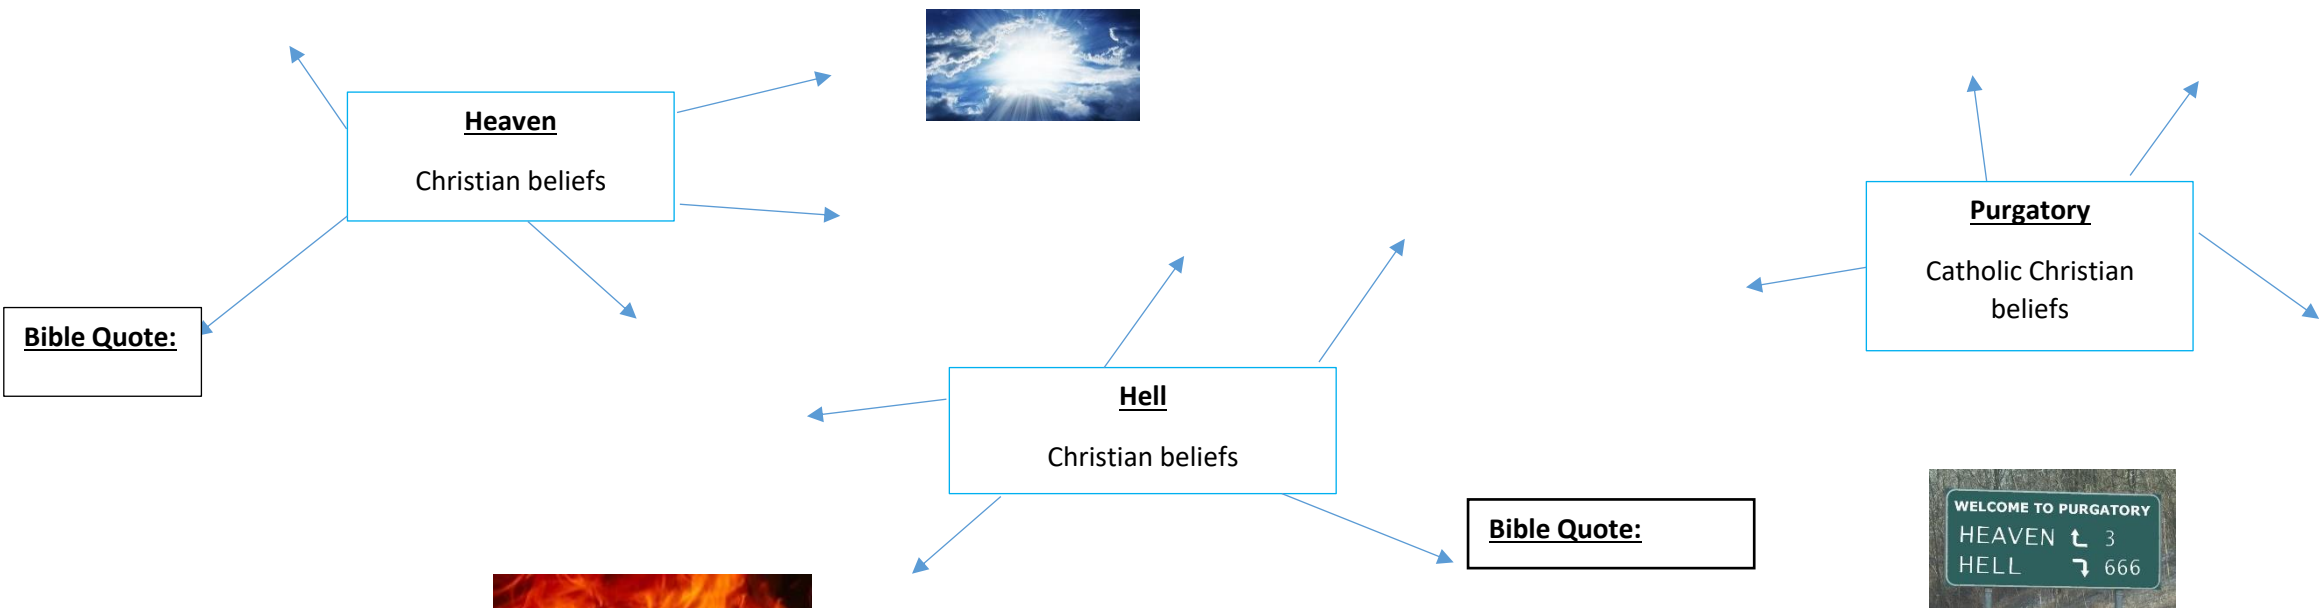 Heaven
Christian beliefs
Bible Quote:
Hell
Christian beliefs
Bible Quote:
Purgatory
Catholic Christian
beliefs
WELCOME TO PURGATORY
HEAVEN ↰ 3
HELL ↴ 666